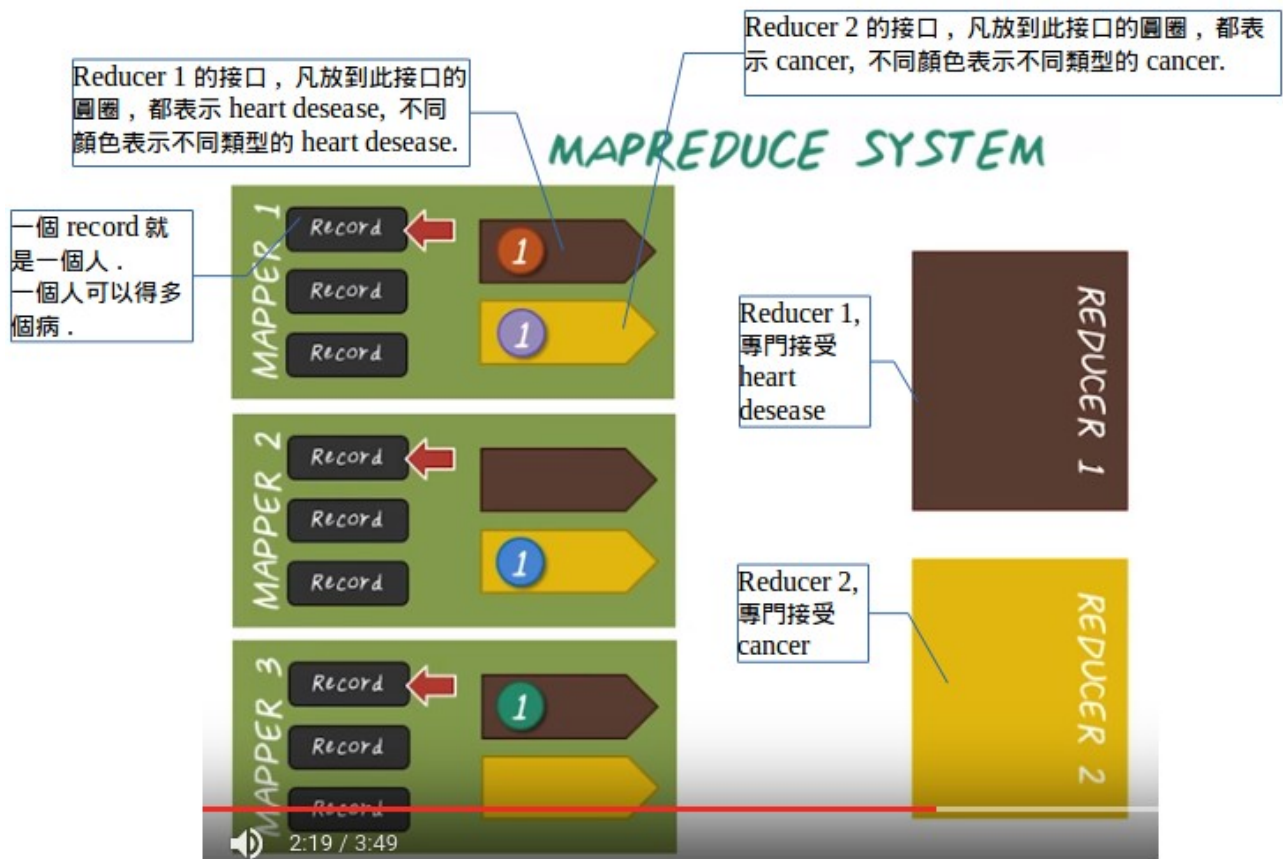 Reducer 1 的接口，凡放到此接口的
圓圈，都表示 heart desease, 不同
顏色表示不同類型的 heart desease.
Reducer 2 的接口，凡放到此接口的圓圈，都表
示 cancer, 不同顏色表示不同類型的 cancer.
MAPREDUCE SYSTEM
一個 record 就
是一個人．
一個人可以得多
個病．
MAPPER 1
Record
Record
Record
1
1
MAPPER 2
Record
Record
Record
1
MAPPER 3
Record
Record
Record
1
Reducer 1,
專門接受
heart
desease
REDUCER 1
Reducer 2,
專門接受
cancer
REDUCER 2
2:19 / 3:49